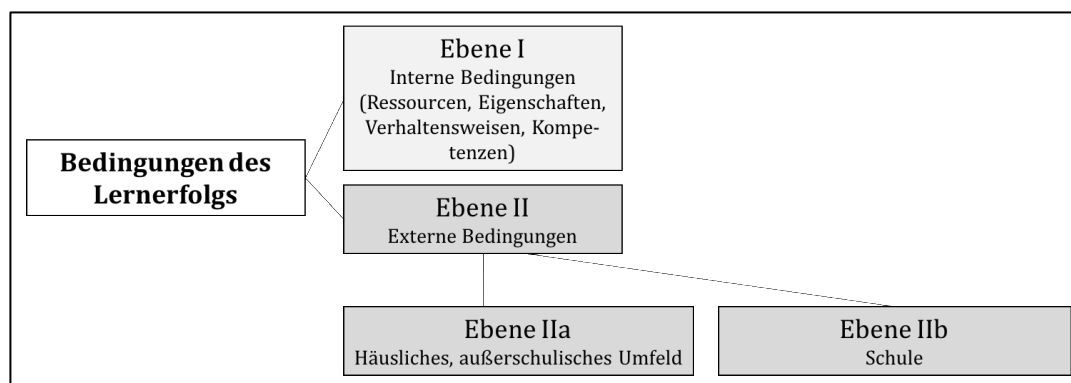 Ebene I
Interne Bedingungen
(Ressourcen, Eigenschaften,
Verhaltensweisen, Kompe-
tenzen)
Bedingungen des
Lernerfolgs
Ebene II
Externe Bedingungen
Ebene IIa
Häusliches, außerschulisches Umfeld
Ebene IIb
Schule